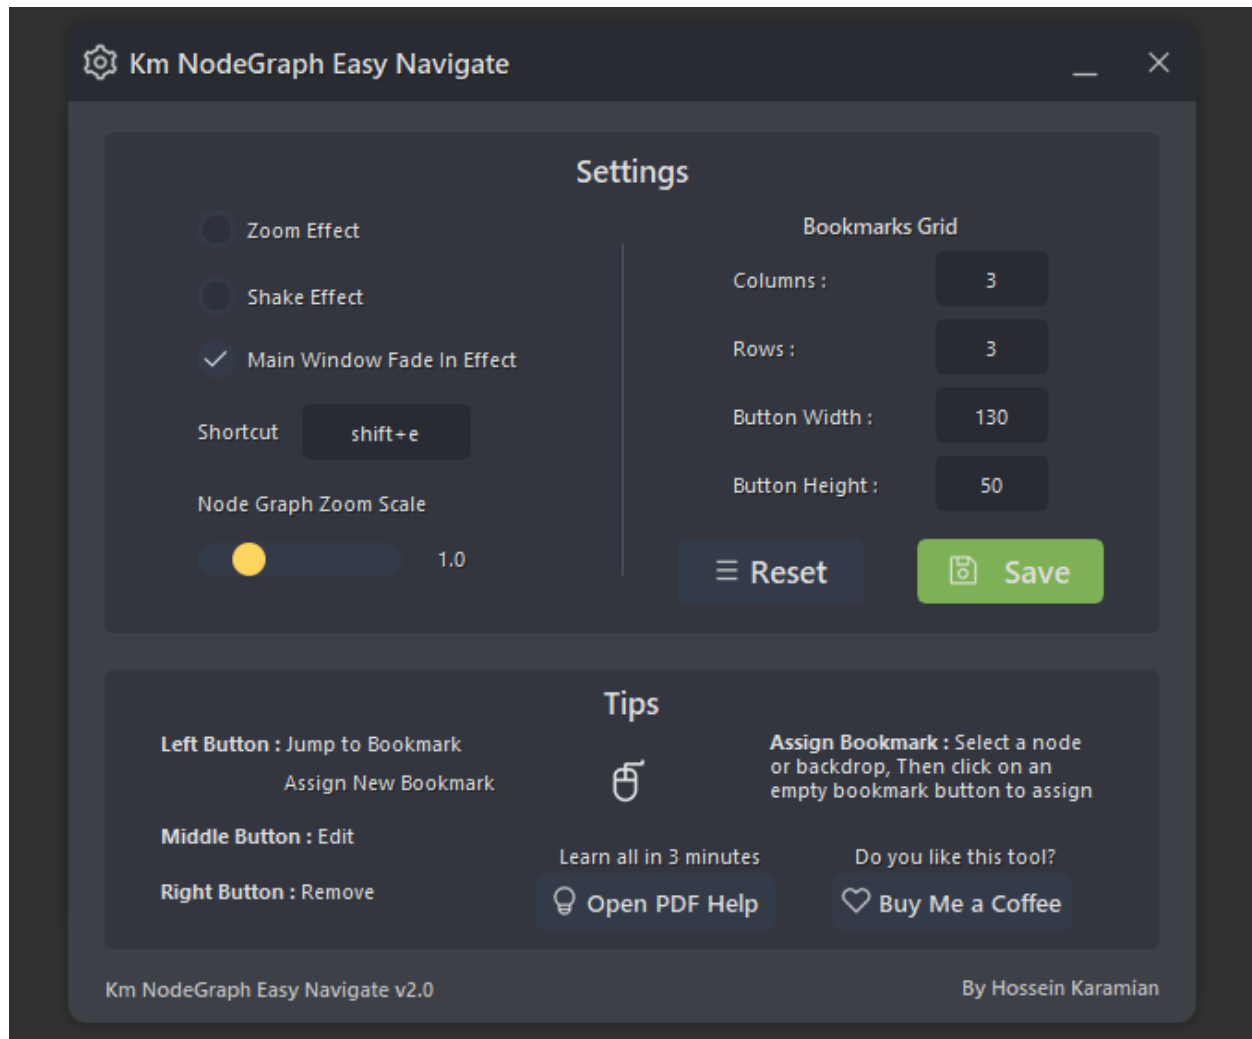 Km NodeGraph Easy Navigate
Settings
Zoom Effect
Shake Effect
Main Window Fade In Effect
Shortcut shift+e
Node Graph Zoom Scale
1.0
Bookmarks Grid
Columns : 3
Rows : 3
Button Width : 130
Button Height : 50
Reset
Save
Tips
Left Button : Jump to Bookmark
Assign New Bookmark
Middle Button : Edit
Right Button : Remove
Assign Bookmark : Select a node
or backdrop, Then click on an
empty bookmark button to assign
Learn all in 3 minutes
Open PDF Help
Do you like this tool?
Buy Me a Coffee
Km NodeGraph Easy Navigate v2.0
By Hossein Karamian